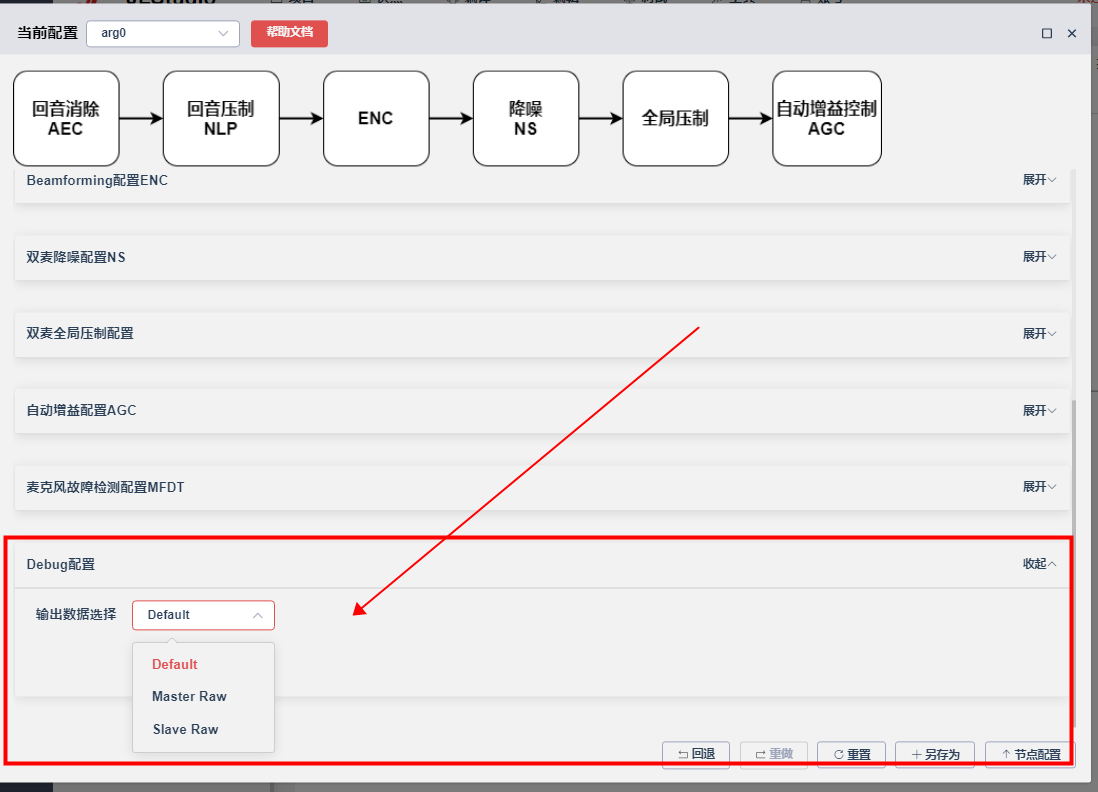 当前配置
arg0
帮助文档
回音消除
AEC
回音压制
NLP
ENC
降噪
NS
全局压制
自动增益控制
AGC
Beamforming配置ENC
展开
双麦降噪配置NS
展开
双麦全局压制配置
展开
自动增益配置AGC
展开
麦克风故障检测配置MFDT
展开
Debug配置
收起
输出数据选择
Default
Default
Master Raw
Slave Raw
回退
重做
重置
另存为
节点配置